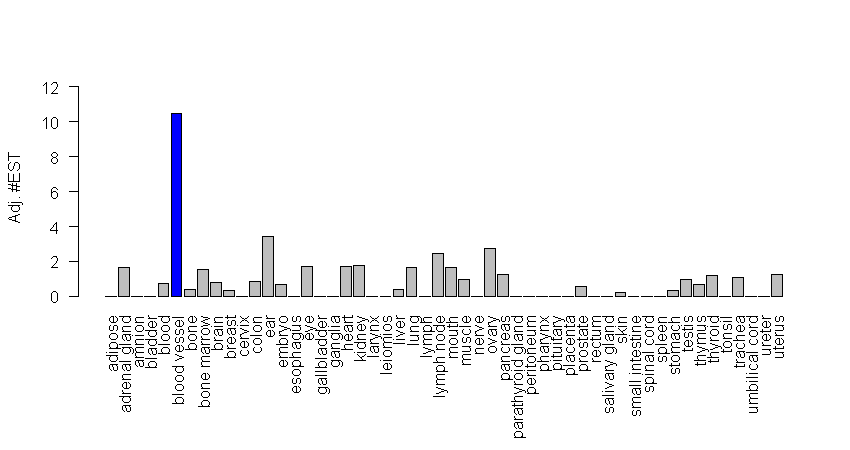 12
10
8
6
4
2
0
Adj. #EST
adipose
adrenal gland
amnion
bladder
blood
blood vessel
bone
bone marrow
brain
breast
cervix
colon
ear
embryo
esophagus
eye
gallbladder
ganglia
heart
kidney
larynx
leiomios
liver
lung
lymph
lymph node
mouth
muscle
nerve
ovary
pancreas
parathyroid gland
peritoneum
pharynx
pituitary
placenta
prostate
rectum
salivary gland
skin
small intestine
spinal cord
spleen
stomach
testis
thymus
thyroid
tonsil
trachea
umbilical cord
ureter
uterus